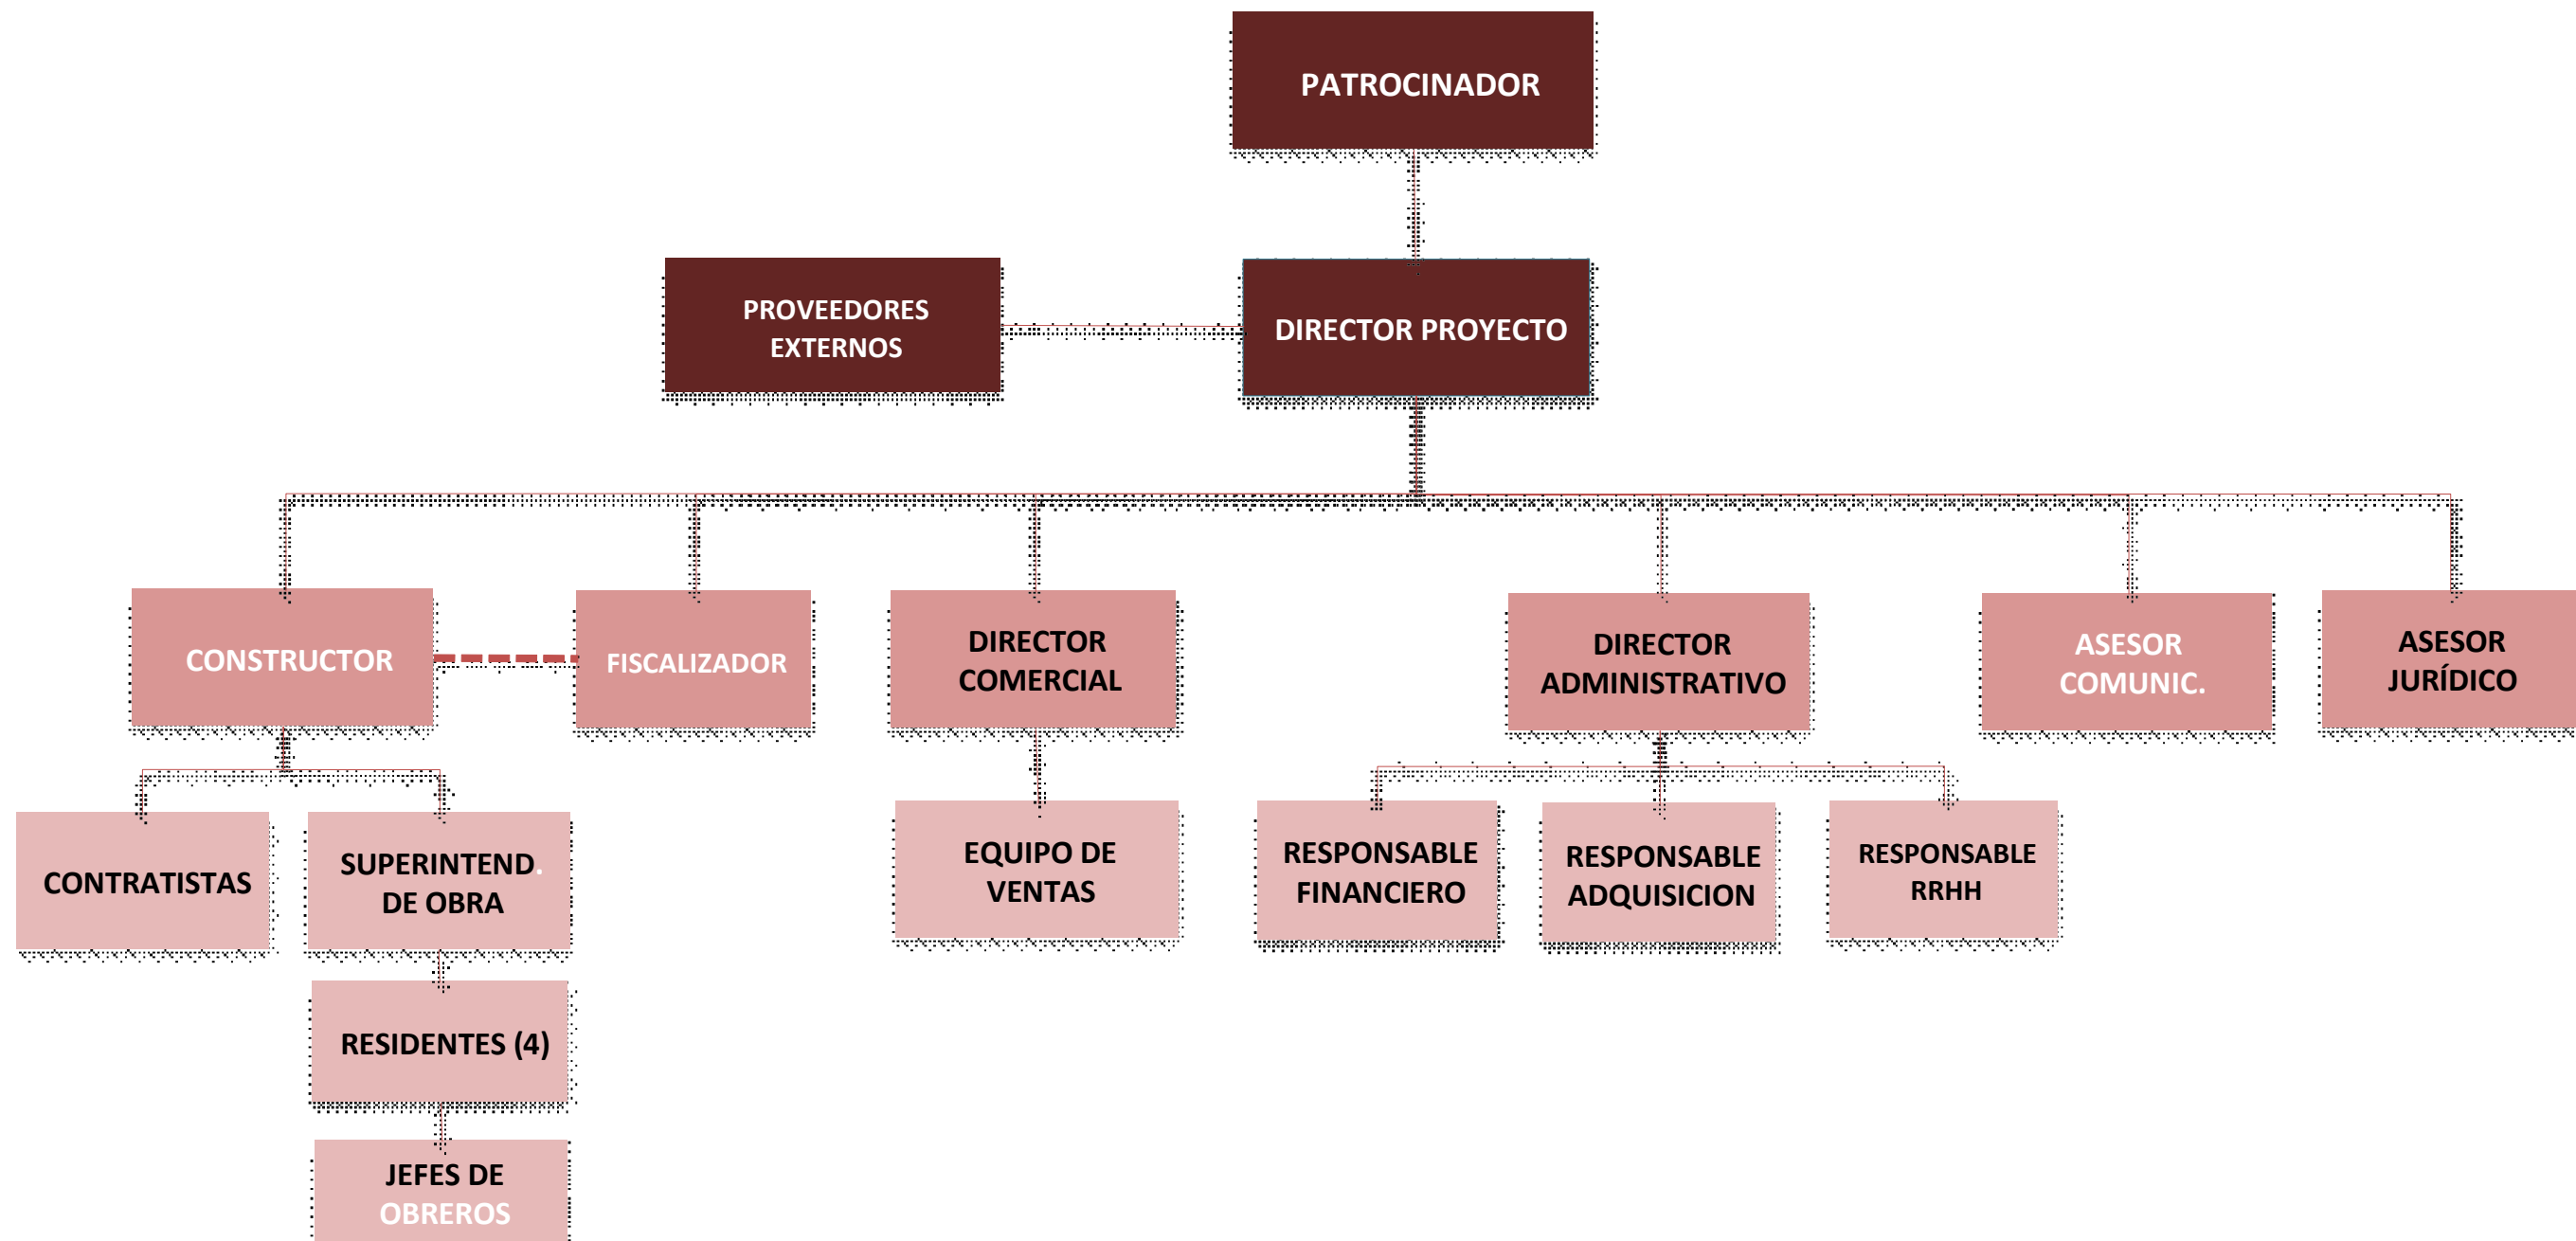 PATROCINADOR
PROVEEDORES
EXTERNOS
DIRECTOR PROYECTO
CONSTRUCTOR
FISCALIZADOR
DIRECTOR
COMERCIAL
DIRECTOR
ADMINISTRATIVO
ASESOR
COMUNIC.
ASESOR
JURÍDICO
CONTRATISTAS
SUPERINTEND.
DE OBRA
EQUIPO DE
VENTAS
RESPONSABLE
FINANCIERO
RESPONSABLE
ADQUISICION
RESPONSABLE
RRHH
RESIDENTES (4)
JEFES DE
OBREROS